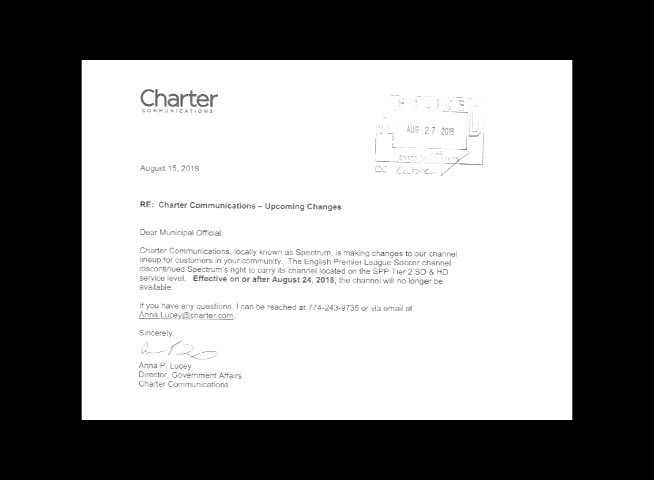 Charter
COMMUNICATIONS
AUG 27 2018
CC Cable
August 15, 2018
RE: Charter Communications – Upcoming Changes
Dear Municipal Official:
Charter Communications, locally known as Spectrum, is making changes to our channel
lineup for customers in your community. The English Premier League Soccer channel
discontinued Spectrum's right to carry its channel located on the SPP Tier 2 SD & HD
service level. Effective on or after August 24, 2018, the channel will no longer be
available.
If you have any questions, I can be reached at 774-243-9735 or via email at
Anna.Lucey@charter.com.
Sincerely,
Anna P. Lucey
Director, Government Affairs
Charter Communications